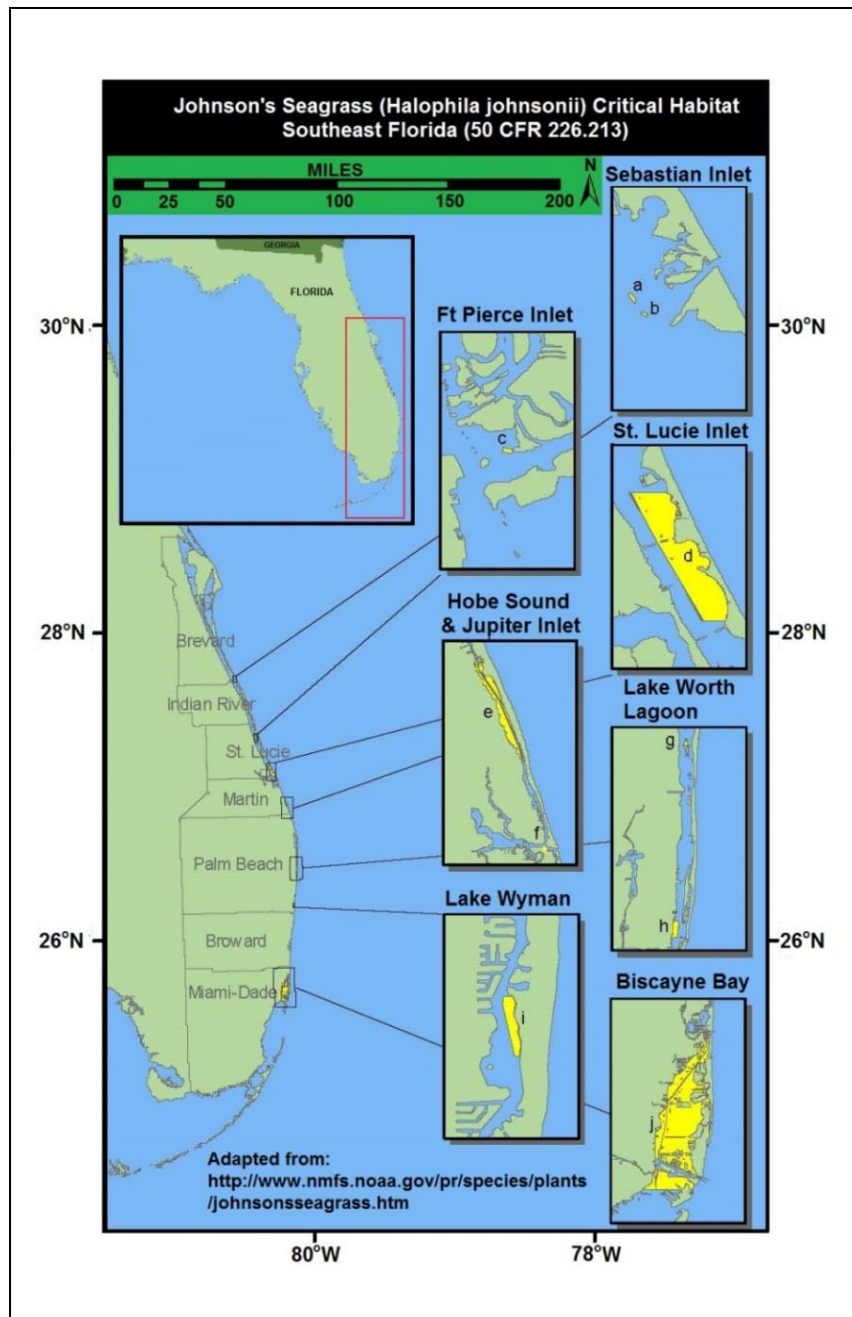 Johnson's Seagrass (Halophila johnsonii) Critical Habitat
Southeast Florida (50 CFR 226.213)
MILES
N
0 25 50 100 150 200
Sebastian Inlet
a
b
GEORGIA
FLORIDA
Ft Pierce Inlet
c
30°N
30°N
St. Lucie Inlet
d
Hobe Sound
& Jupiter Inlet
e
f
28°N
28°N
Lake Worth
Lagoon
g
h
Brevard
Indian River
St. Lucie
Martin
Palm Beach
Broward
Miami-Dade
Lake Wyman
i
26°N
26°N
Biscayne Bay
j
Adapted from:
http://www.nmfs.noaa.gov/pr/species/plants
/johnsonsseagrass.htm
80°W
78°W